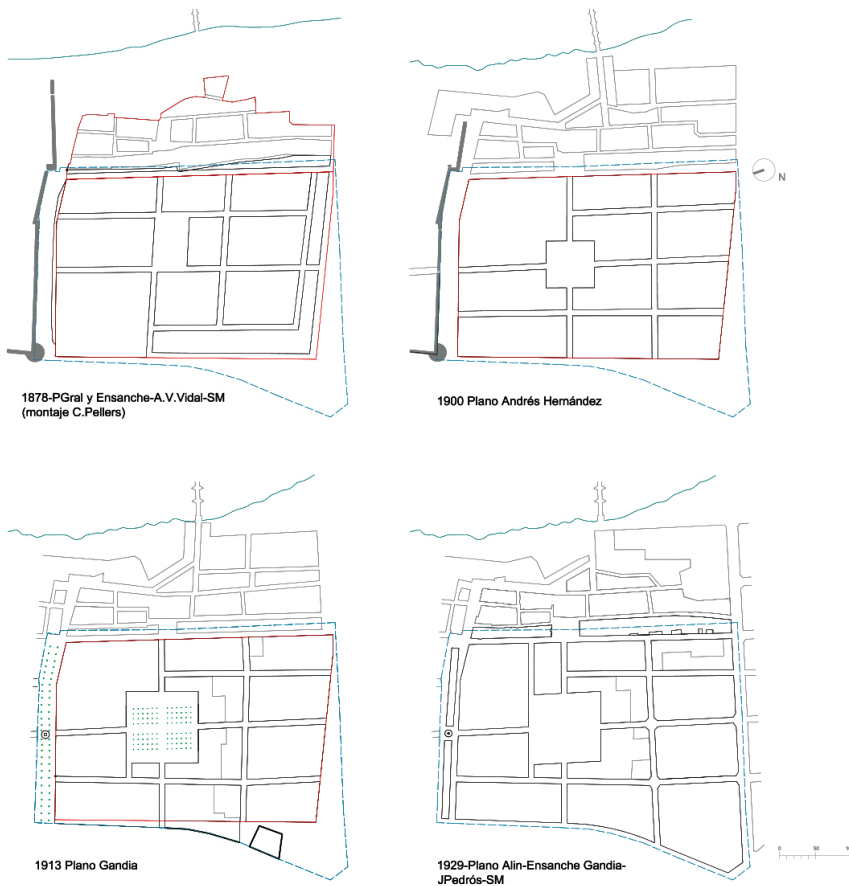 N
1878-PGral y Ensanche-A.V.Vidal-SM
(montaje C.Pellers)
1900 Plano Andrés Hernández
1913 Plano Gandia
1929-Plano Alin-Ensanche Gandia-
JPedrós-SM
0
50